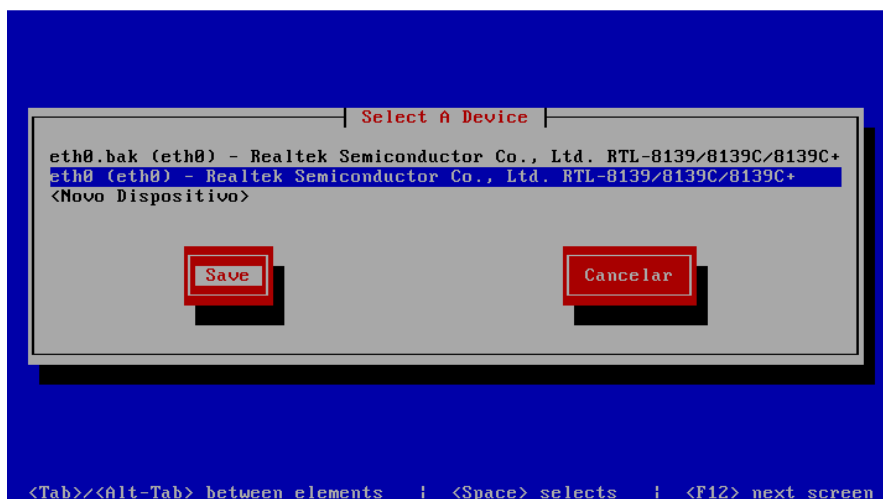 Select A Device
eth0.bak (eth0) - Realtek Semiconductor Co., Ltd. RTL-8139/8139C/8139C+
eth0 (eth0) - Realtek Semiconductor Co., Ltd. RTL-8139/8139C/8139C+
<Novo Dispositivo>
Save Cancelar
<Tab>/<Alt-Tab> between elements | <Space> selects | <F12> next screen